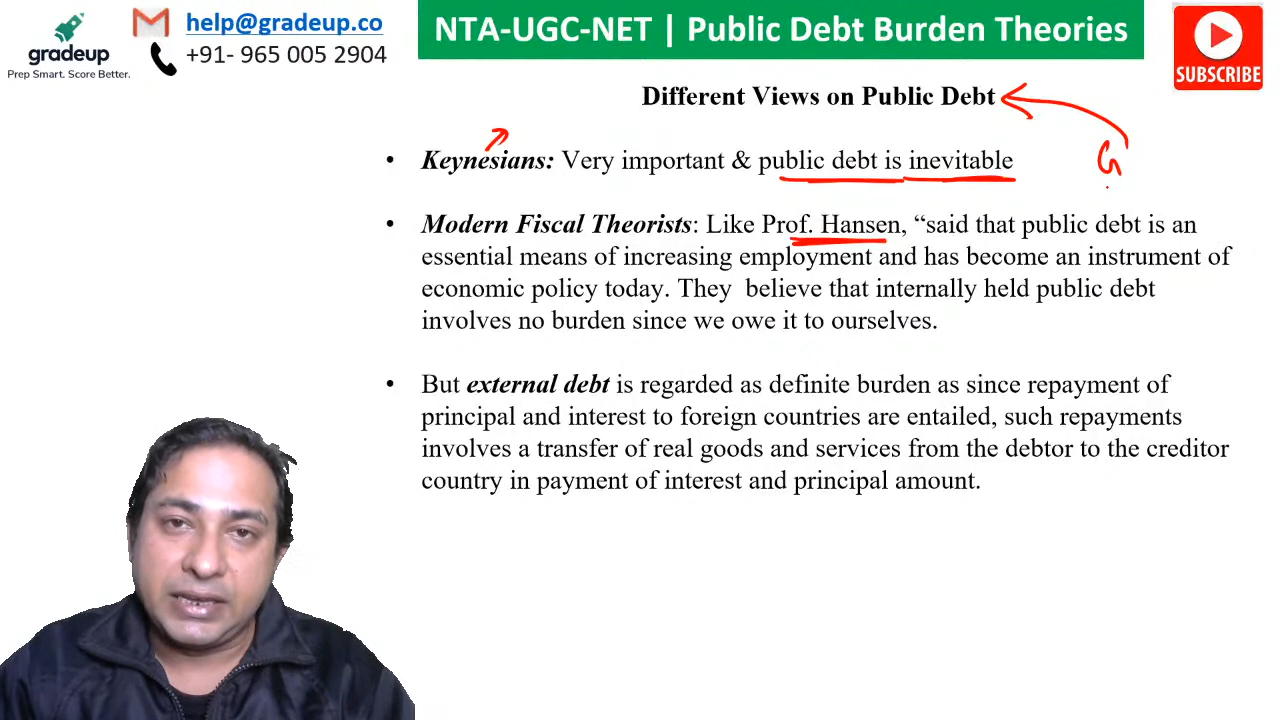 help@gradeup.co
+91- 965 005 2904
gradeup
Prep Smart. Score Better.
NTA-UGC-NET | Public Debt Burden Theories
SUBSCRIBE
Different Views on Public Debt
G
• Keynesians: Very important & public debt is inevitable
• Modern Fiscal Theorists: Like Prof. Hansen, “said that public debt is an
essential means of increasing employment and has become an instrument of
economic policy today. They believe that internally held public debt
involves no burden since we owe it to ourselves.
• But external debt is regarded as definite burden as since repayment of
principal and interest to foreign countries are entailed, such repayments
involves a transfer of real goods and services from the debtor to the creditor
country in payment of interest and principal amount.